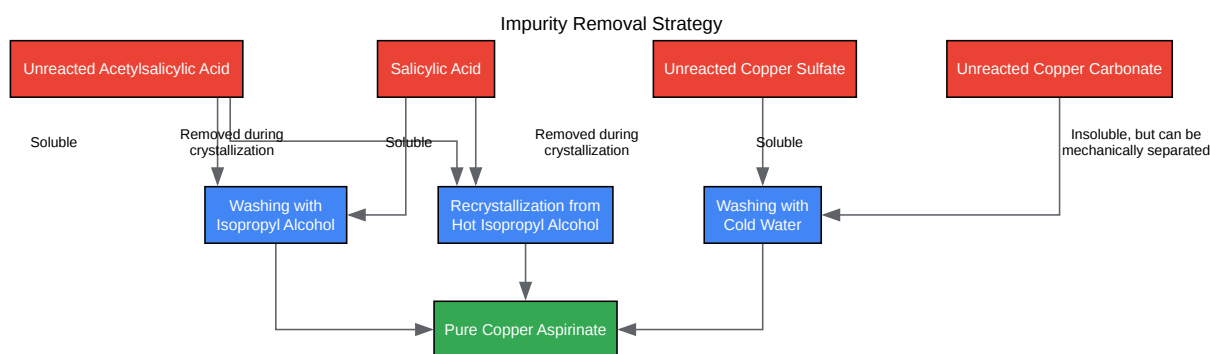 Impurity Removal Strategy
Unreacted Acetylsalicylic Acid
Salicylic Acid
Unreacted Copper Sulfate
Unreacted Copper Carbonate
Soluble
Removed during
crystallization
Soluble
Removed during
crystallization
Soluble
Insoluble, but can be
mechanically separated
Washing with
Isopropyl Alcohol
Recrystallization from
Hot Isopropyl Alcohol
Washing with
Cold Water
Pure Copper Aspirinate